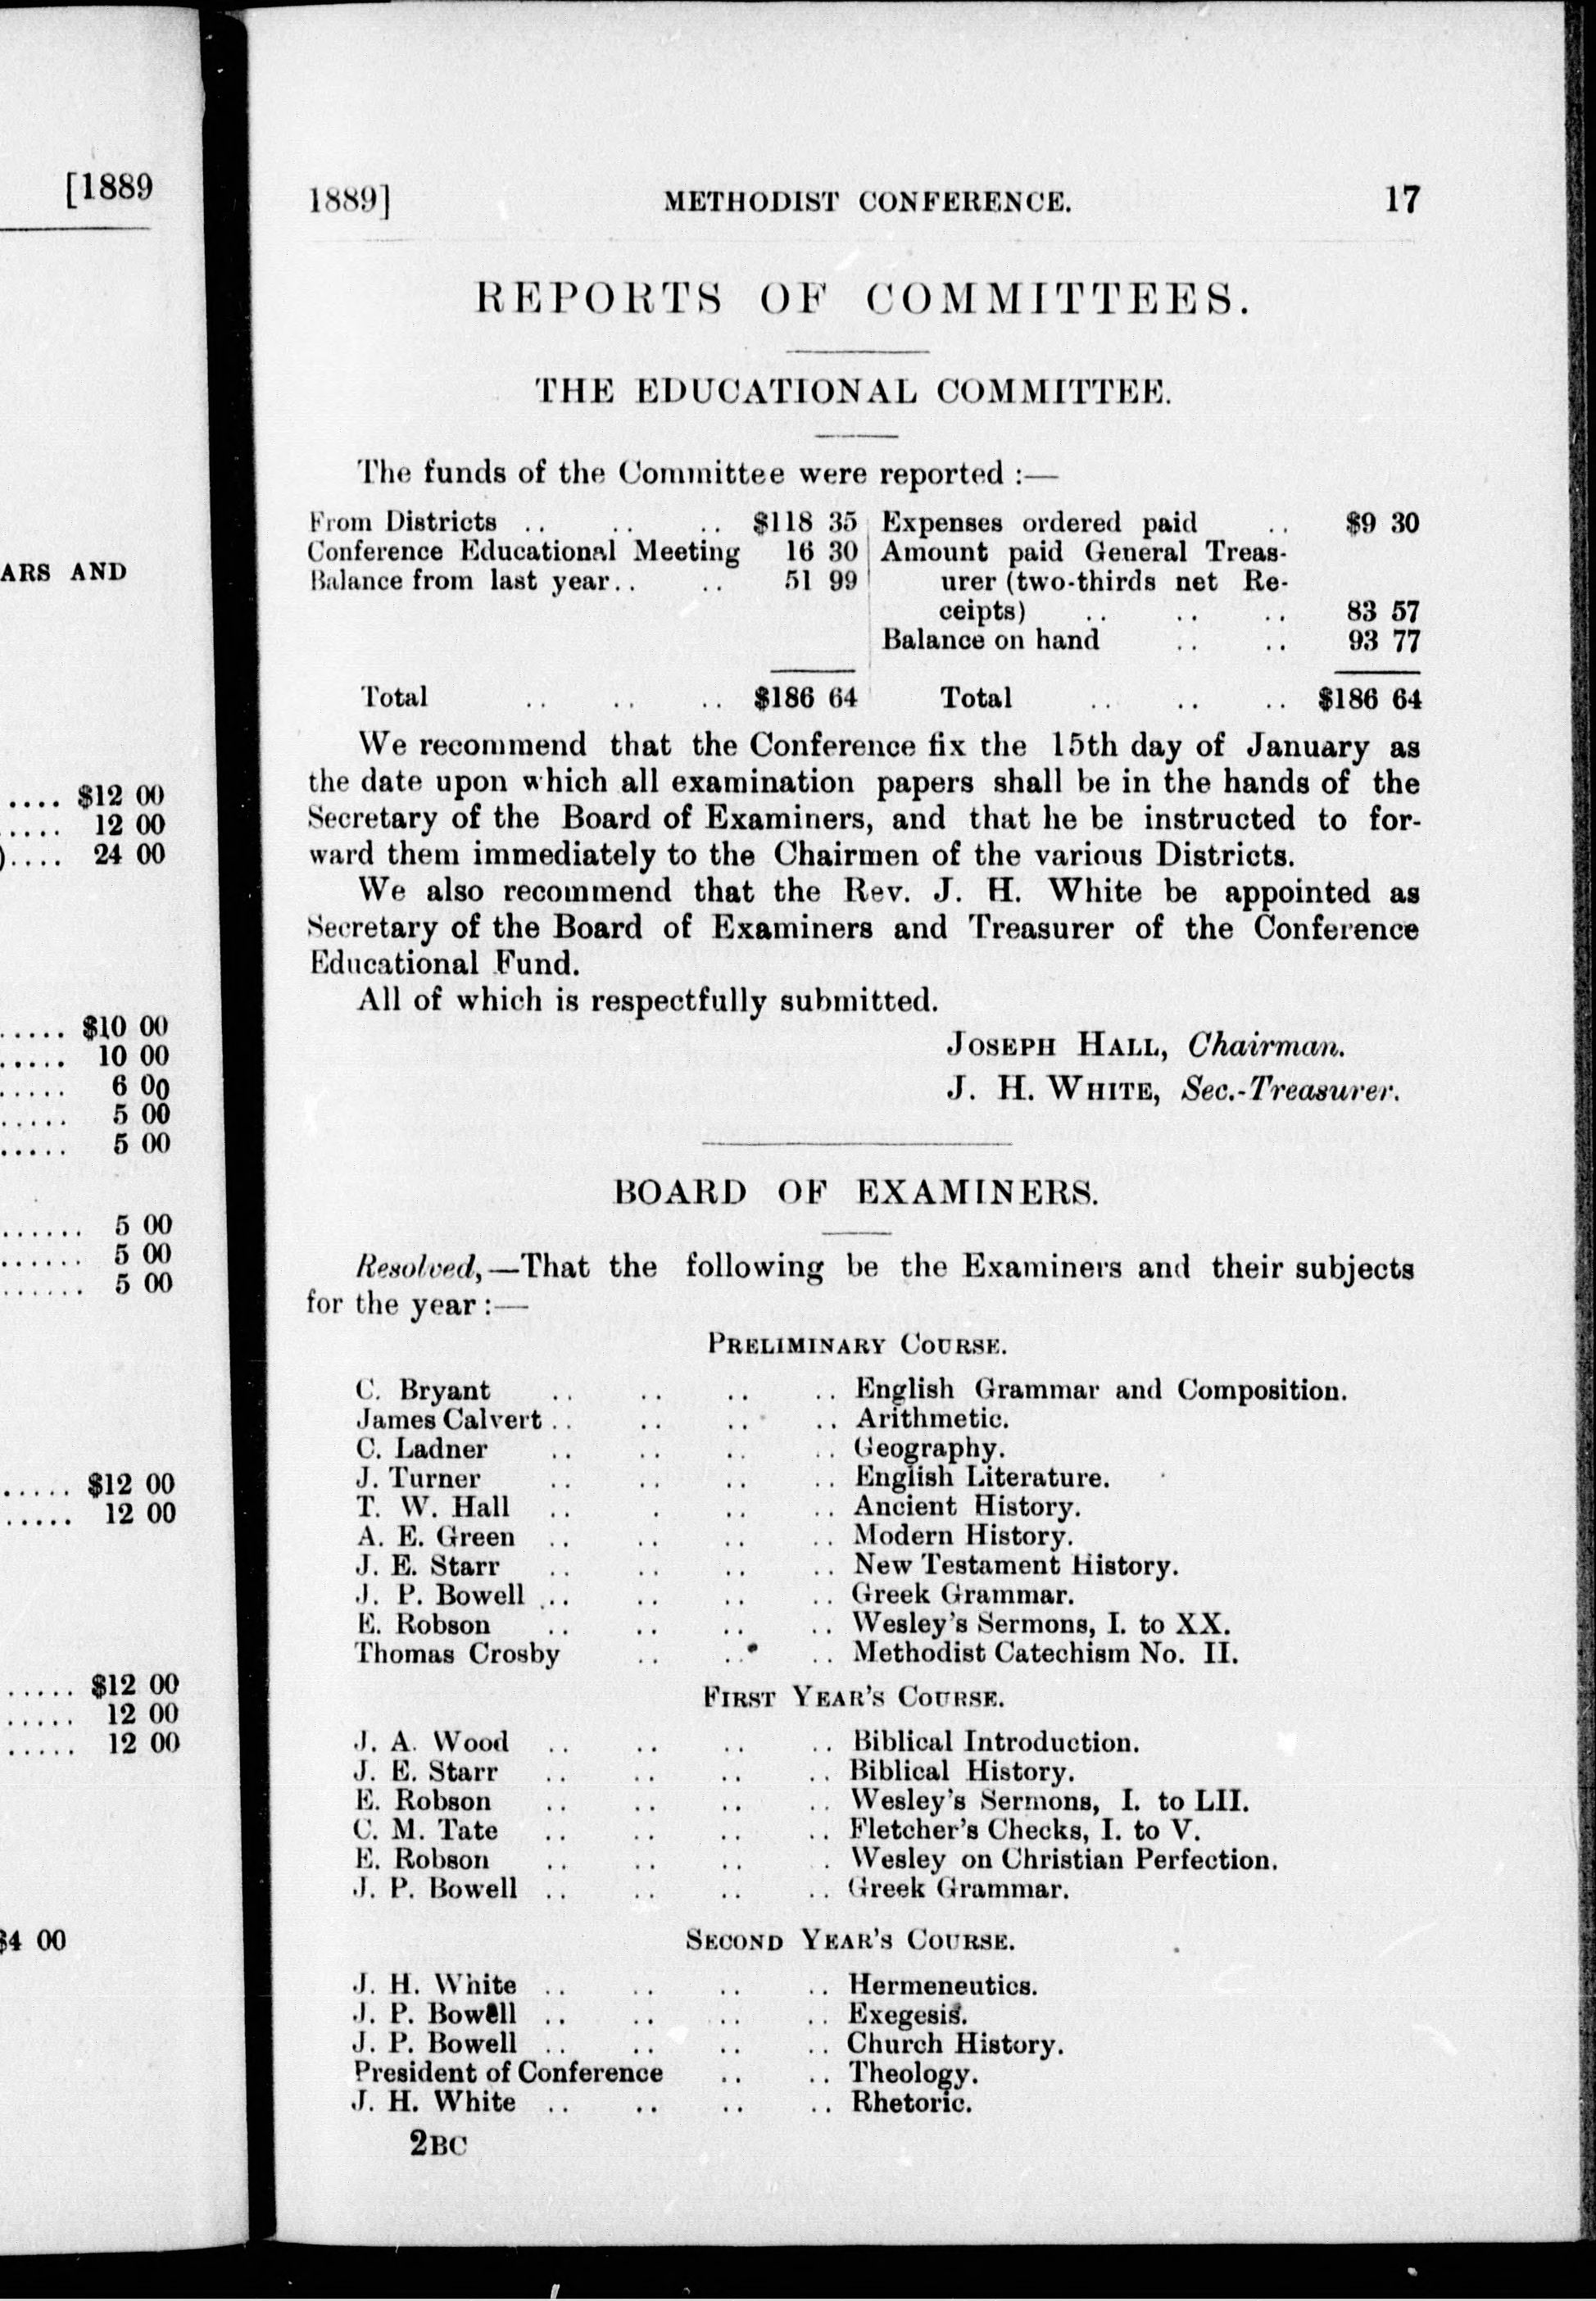 [1889
ARS AND
.... $12 00
..... 12 00
).... 24 00
..... $10 00
..... 10 00
..... 6 00
..... 5 00
..... 5 00
...... 5 00
...... 5 00
...... 5 00
..... $12 00
..... 12 00
..... $12 00
..... 12 00
..... 12 00
$4 00
1889] METHODIST CONFERENCE. 17
REPORTS OF COMMITTEES.
THE EDUCATIONAL COMMITTEE.
The funds of the Committee were reported :—
From Districts .. .. .. $118 35 Expenses ordered paid .. $9 30
Conference Educational Meeting 16 30 Amount paid General Treas-
Balance from last year.. .. 51 99 urer (two-thirds net Re-
ceipts) .. .. .. 83 57
Balance on hand .. .. 93 77
Total .. .. .. $186 64 Total .. .. .. $186 64
We recommend that the Conference fix the 15th day of January as
the date upon which all examination papers shall be in the hands of the
Secretary of the Board of Examiners, and that he be instructed to for-
ward them immediately to the Chairmen of the various Districts.
We also recommend that the Rev. J. H. White be appointed as
Secretary of the Board of Examiners and Treasurer of the Conference
Educational Fund.
All of which is respectfully submitted.
JOSEPH HALL, Chairman.
J. H. WHITE, Sec.-Treasurer.
BOARD OF EXAMINERS.
Resolved,—That the following be the Examiners and their subjects
for the year :—
PRELIMINARY COURSE.
C. Bryant .. .. .. .. English Grammar and Composition.
James Calvert .. .. .. .. Arithmetic.
C. Ladner .. .. .. .. Geography.
J. Turner .. .. .. .. English Literature.
T. W. Hall .. . .. .. Ancient History.
A. E. Green .. .. .. .. Modern History.
J. E. Starr .. .. .. .. New Testament History.
J. P. Bowell .. .. .. .. Greek Grammar.
E. Robson .. .. .. .. Wesley's Sermons, I. to XX.
Thomas Crosby .. .. .. Methodist Catechism No. II.
FIRST YEAR'S COURSE.
J. A. Wood .. .. .. .. Biblical Introduction.
J. E. Starr .. .. .. .. Biblical History.
E. Robson .. .. .. .. Wesley's Sermons, I. to LII.
C. M. Tate .. .. .. .. Fletcher's Checks, I. to V.
E. Robson .. .. .. . Wesley on Christian Perfection.
J. P. Bowell .. .. .. .. Greek Grammar.
SECOND YEAR'S COURSE.
J. H. White .. .. .. .. Hermeneutics.
J. P. Bowell .. .. .. .. Exegesis.
J. P. Bowell .. .. .. .. Church History.
President of Conference .. .. Theology.
J. H. White .. .. .. .. Rhetoric.
2BC